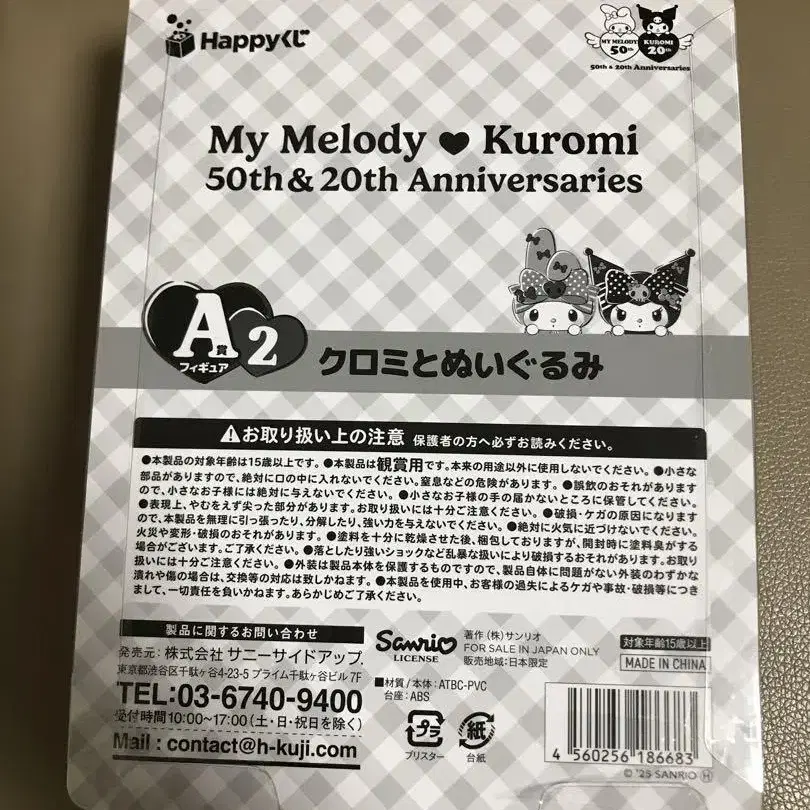 Happyくじ
MY MELODY 50th KUROMI 20th
50th & 20th Anniversaries
My Melody ♥ Kuromi
50th & 20th Anniversaries
A賞
フィギュア
2
クロミとぬいぐるみ
⚠お取り扱い上の注意 保護者の方へ必ずお読みください。
●本製品の対象年齢は15歳以上です。●本製品は観賞用です。本来の用途以外に使用しないでください。●小さな
部品がありますので、絶対に口の中に入れないでください。窒息などの危険があります。●誤飲のおそれがあります
ので、小さなお子様には絶対に与えないでください。●小さなお子様の手の届かないところに保管してください。
●表現上、やむをえず尖った部分があります。お取り扱いには十分ご注意ください。●破損・ケガの原因になります
ので、本製品を無理に引っ張ったり、分解したり、強い力を与えないでください。●絶対に火気に近づけないでください。
火災や変形・破損のおそれがあります。●塗料を十分に乾燥させた後、梱包しておりますが、開封時に塗料臭がする
場合がございます。ご了承ください。●落としたり強いショックなど乱暴な扱いにより破損するおそれがあります。お取り
扱いには十分ご注意ください。●外装は製品本体を保護するものですので、製品自体に問題がない外装のわずかな
潰れや傷の場合は、交換等の対応は致しかねます。●本製品を使用中、お客様の過失によるケガや事故・破損等につき
まして、一切責任を負いかねます。あらかじめご了承ください。
製品に関するお問い合わせ
発売元：株式会社 サニーサイドアップ
東京都渋谷区千駄ヶ谷4-23-5 プライム千駄ヶ谷ビル 7F
TEL:03-6740-9400
受付時間10:00～17:00(土・日・祝日を除く)
Mail : contact@h-kuji.com
Sanrio
LICENSE
著作 (株) サンリオ
FOR SALE IN JAPAN ONLY
販売地域:日本限定
■材質/本体:ATBC-PVC
台座:ABS
プラ
ブリスター
紙
台紙
対象年齢15歳以上
MADE IN CHINA
4 560256 186683
© '25 SANRIO Ⓗ